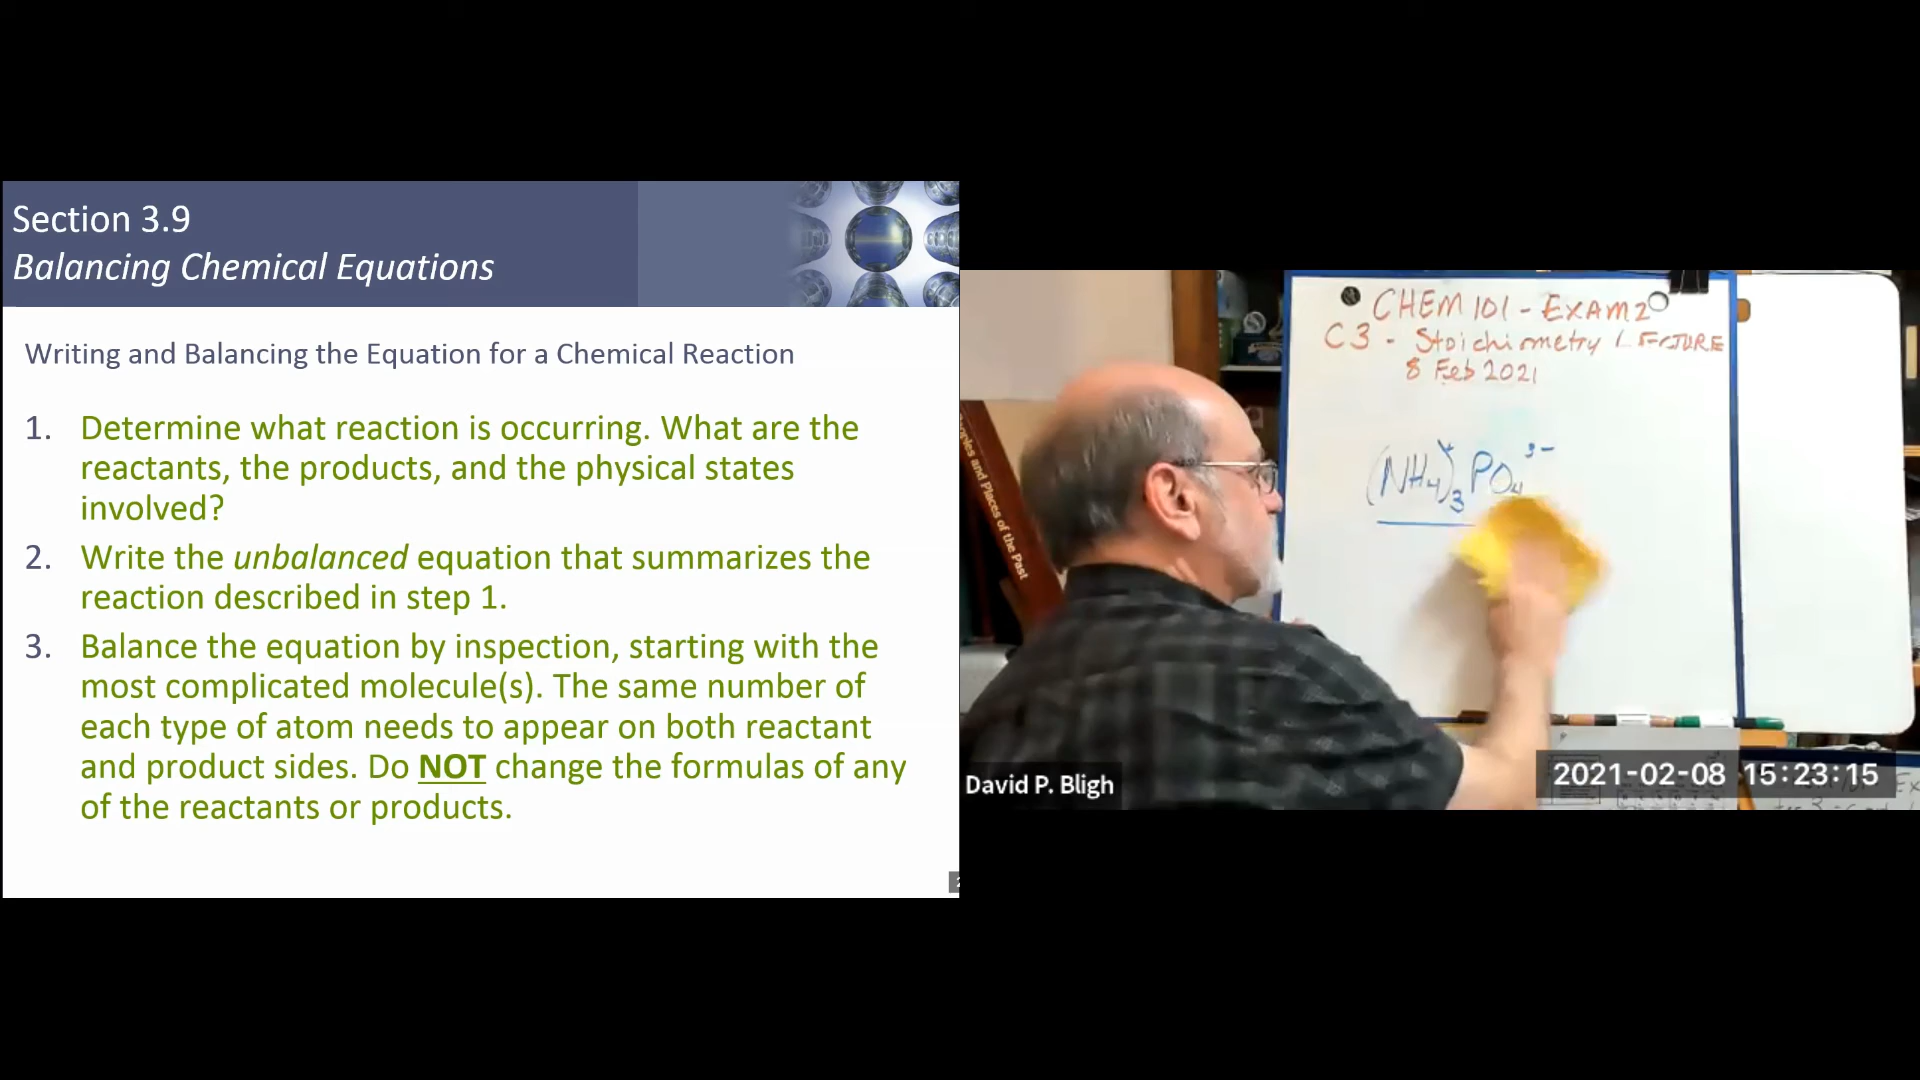 Section 3.9
Balancing Chemical Equations
Writing and Balancing the Equation for a Chemical Reaction
1. Determine what reaction is occurring. What are the
reactants, the products, and the physical states
involved?
2. Write the unbalanced equation that summarizes the
reaction described in step 1.
3. Balance the equation by inspection, starting with the
most complicated molecule(s). The same number of
each type of atom needs to appear on both reactant
and product sides. Do NOT change the formulas of any
of the reactants or products.
CHEM 101 - EXAM 2
C3 - Stoichiometry LECTURE
8 Feb 2021
(NH4)3 PO4 3-
and Places of the Past
David P. Bligh
2021-02-08 15:23:15